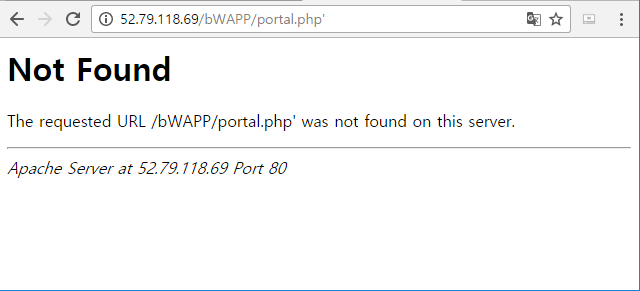 52.79.118.69/bWAPP/portal.php'
Not Found
The requested URL /bWAPP/portal.php' was not found on this server.
Apache Server at 52.79.118.69 Port 80